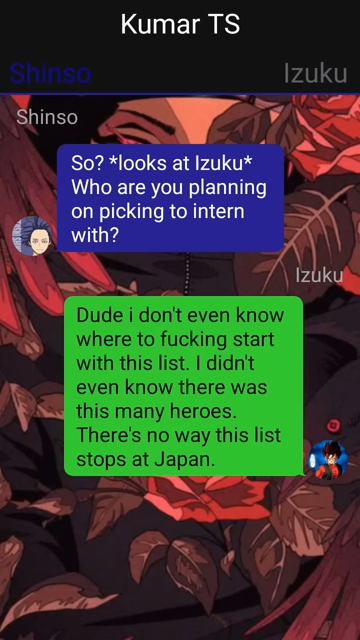 Kumar TS
Shinso Izuku
Shinso
So? *looks at Izuku*
Who are you planning
on picking to intern
with?
Izuku
Dude i don't even know
where to fucking start
with this list. I didn't
even know there was
this many heroes.
There's no way this list
stops at Japan.